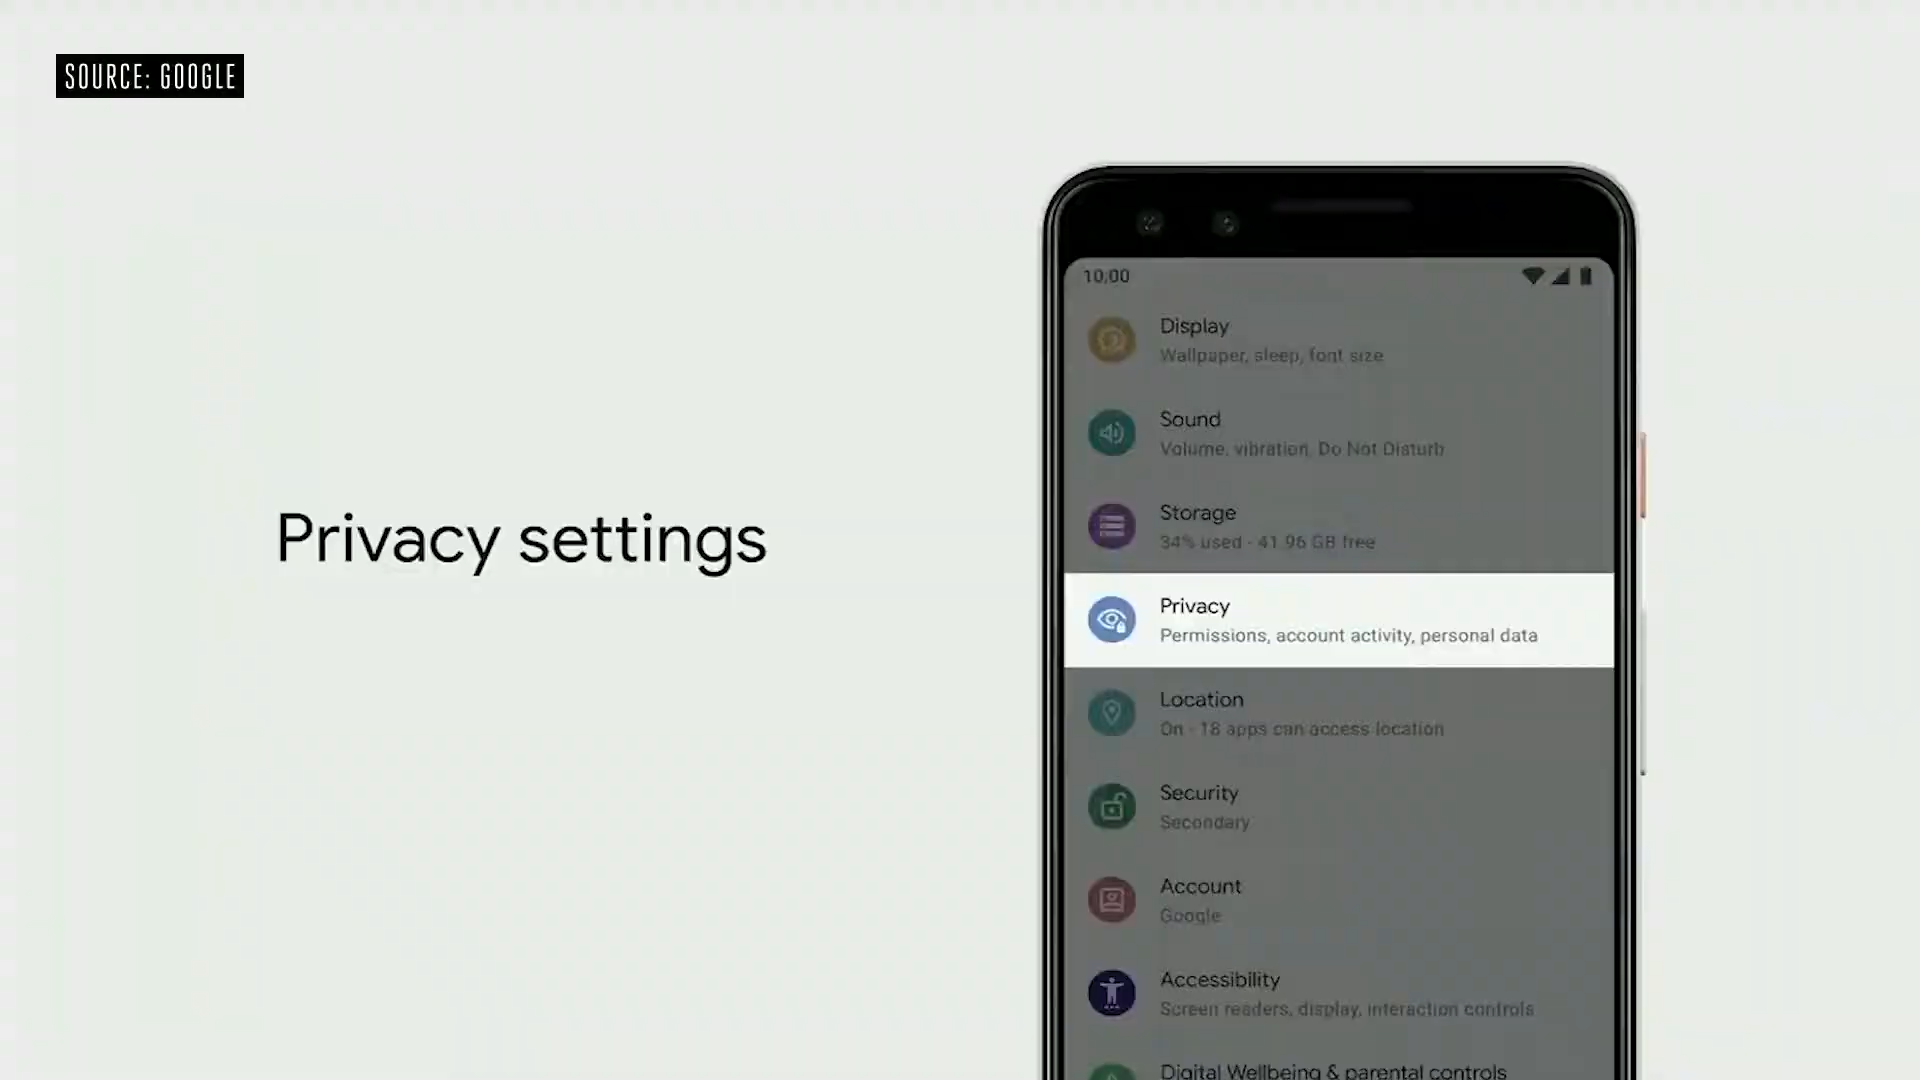 SOURCE: GOOGLE
Privacy settings
10:00
Display
Wallpaper, sleep, font size
Sound
Volume, vibration, Do Not Disturb
Storage
34% used - 41.96 GB free
Privacy
Permissions, account activity, personal data
Location
On - 18 apps can access location
Security
Secondary
Account
Google
Accessibility
Screen readers, display, interaction controls
Digital Wellbeing & parental controls